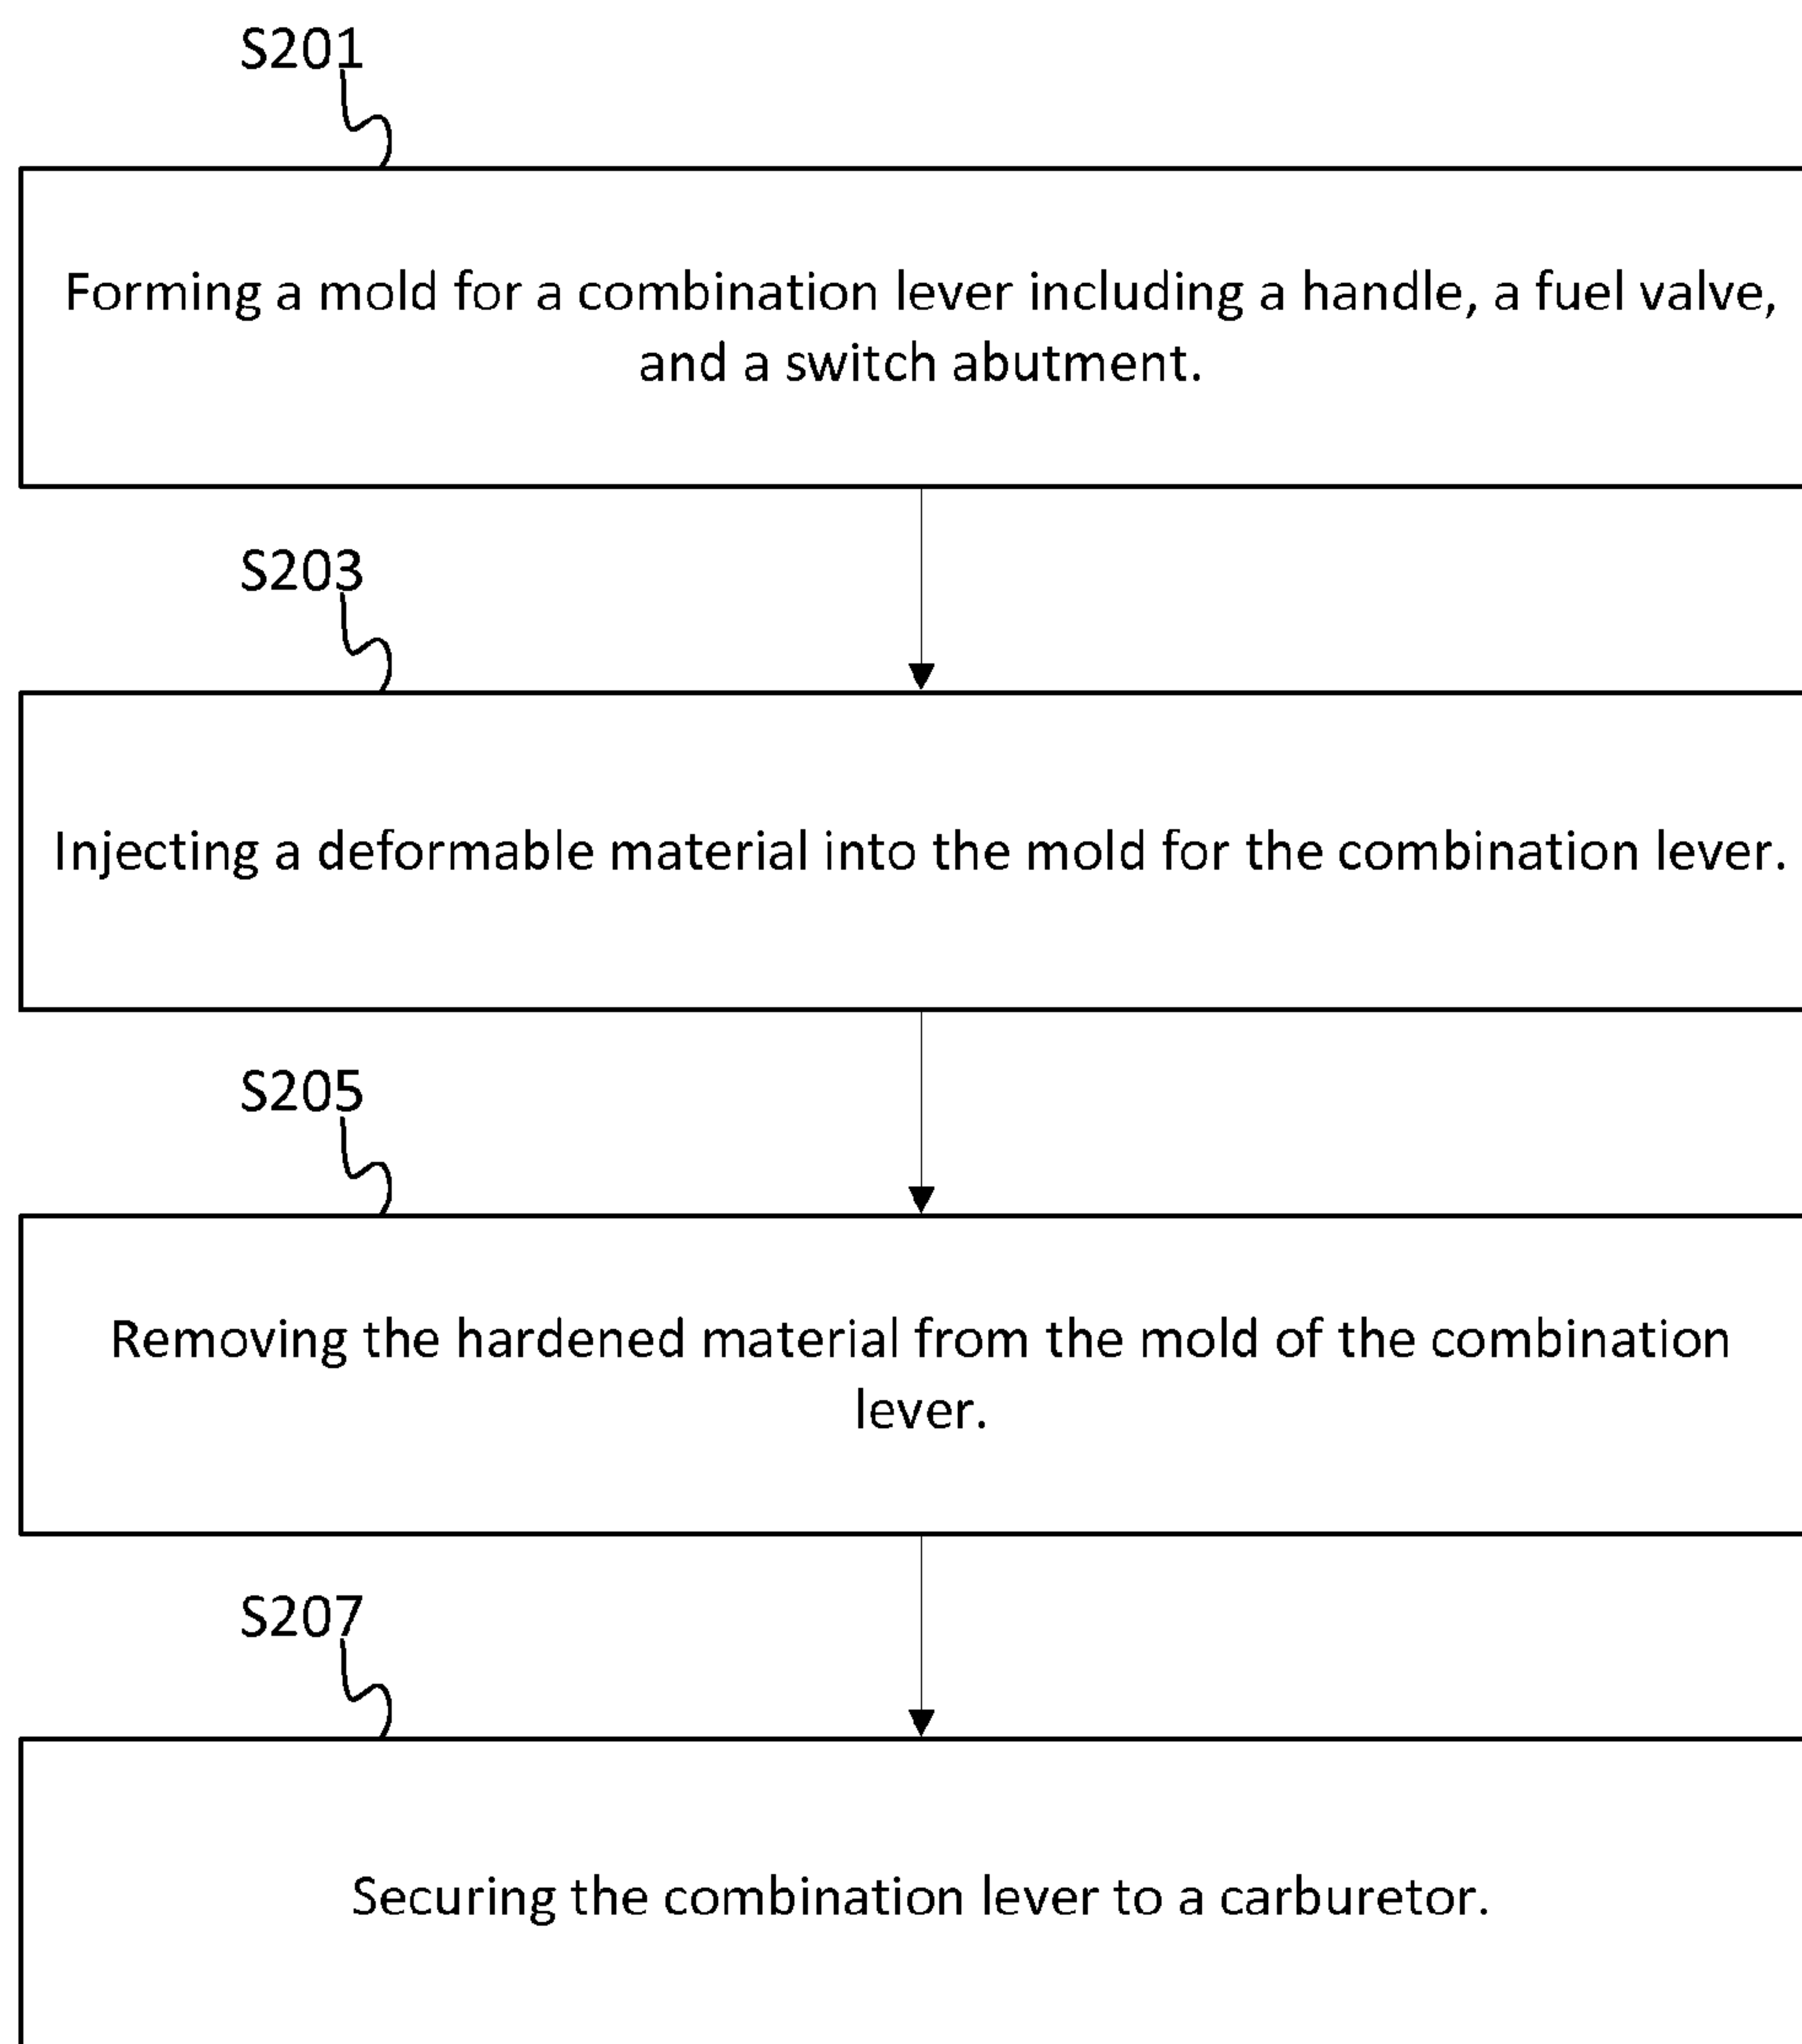 S201
Forming a mold for a combination lever including a handle, a fuel valve,
and a switch abutment.
S203
Injecting a deformable material into the mold for the combination lever.
S205
Removing the hardened material from the mold of the combination
lever.
S207
Securing the combination lever to a carburetor.